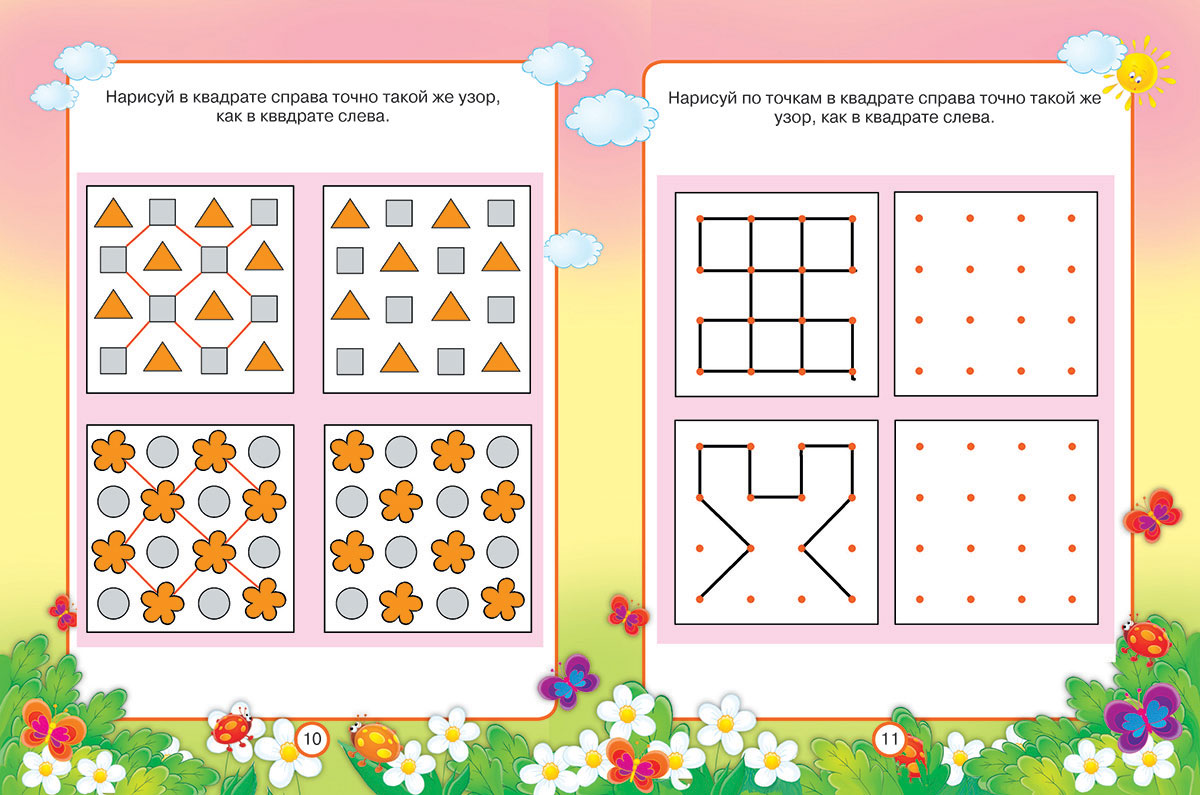 Нарисуй в квадрате справа точно такой же узор,
как в кввдрате слева.
10
Нарисуй по точкам в квадрате справа точно такой же
узор, как в квадрате слева.
11